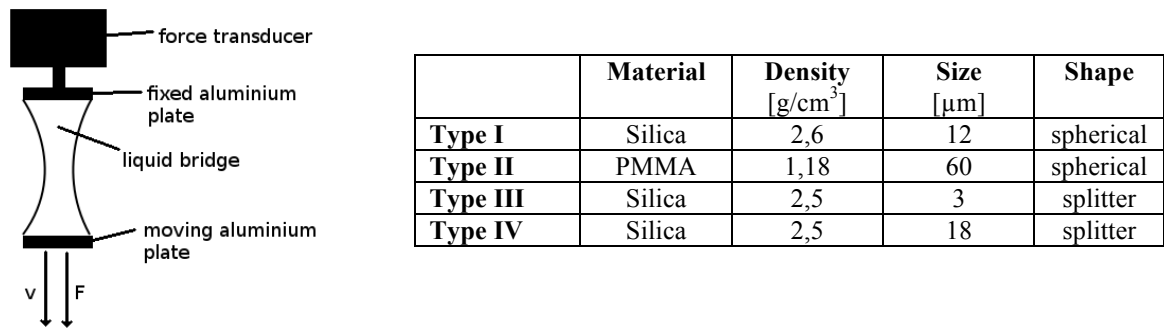 force transducer
fixed aluminium
plate
liquid bridge
moving aluminium
plate
v F
Material Density Size Shape
[g/cm³] [µm]
Type I Silica 2,6 12 spherical
Type II PMMA 1,18 60 spherical
Type III Silica 2,5 3 splitter
Type IV Silica 2,5 18 splitter